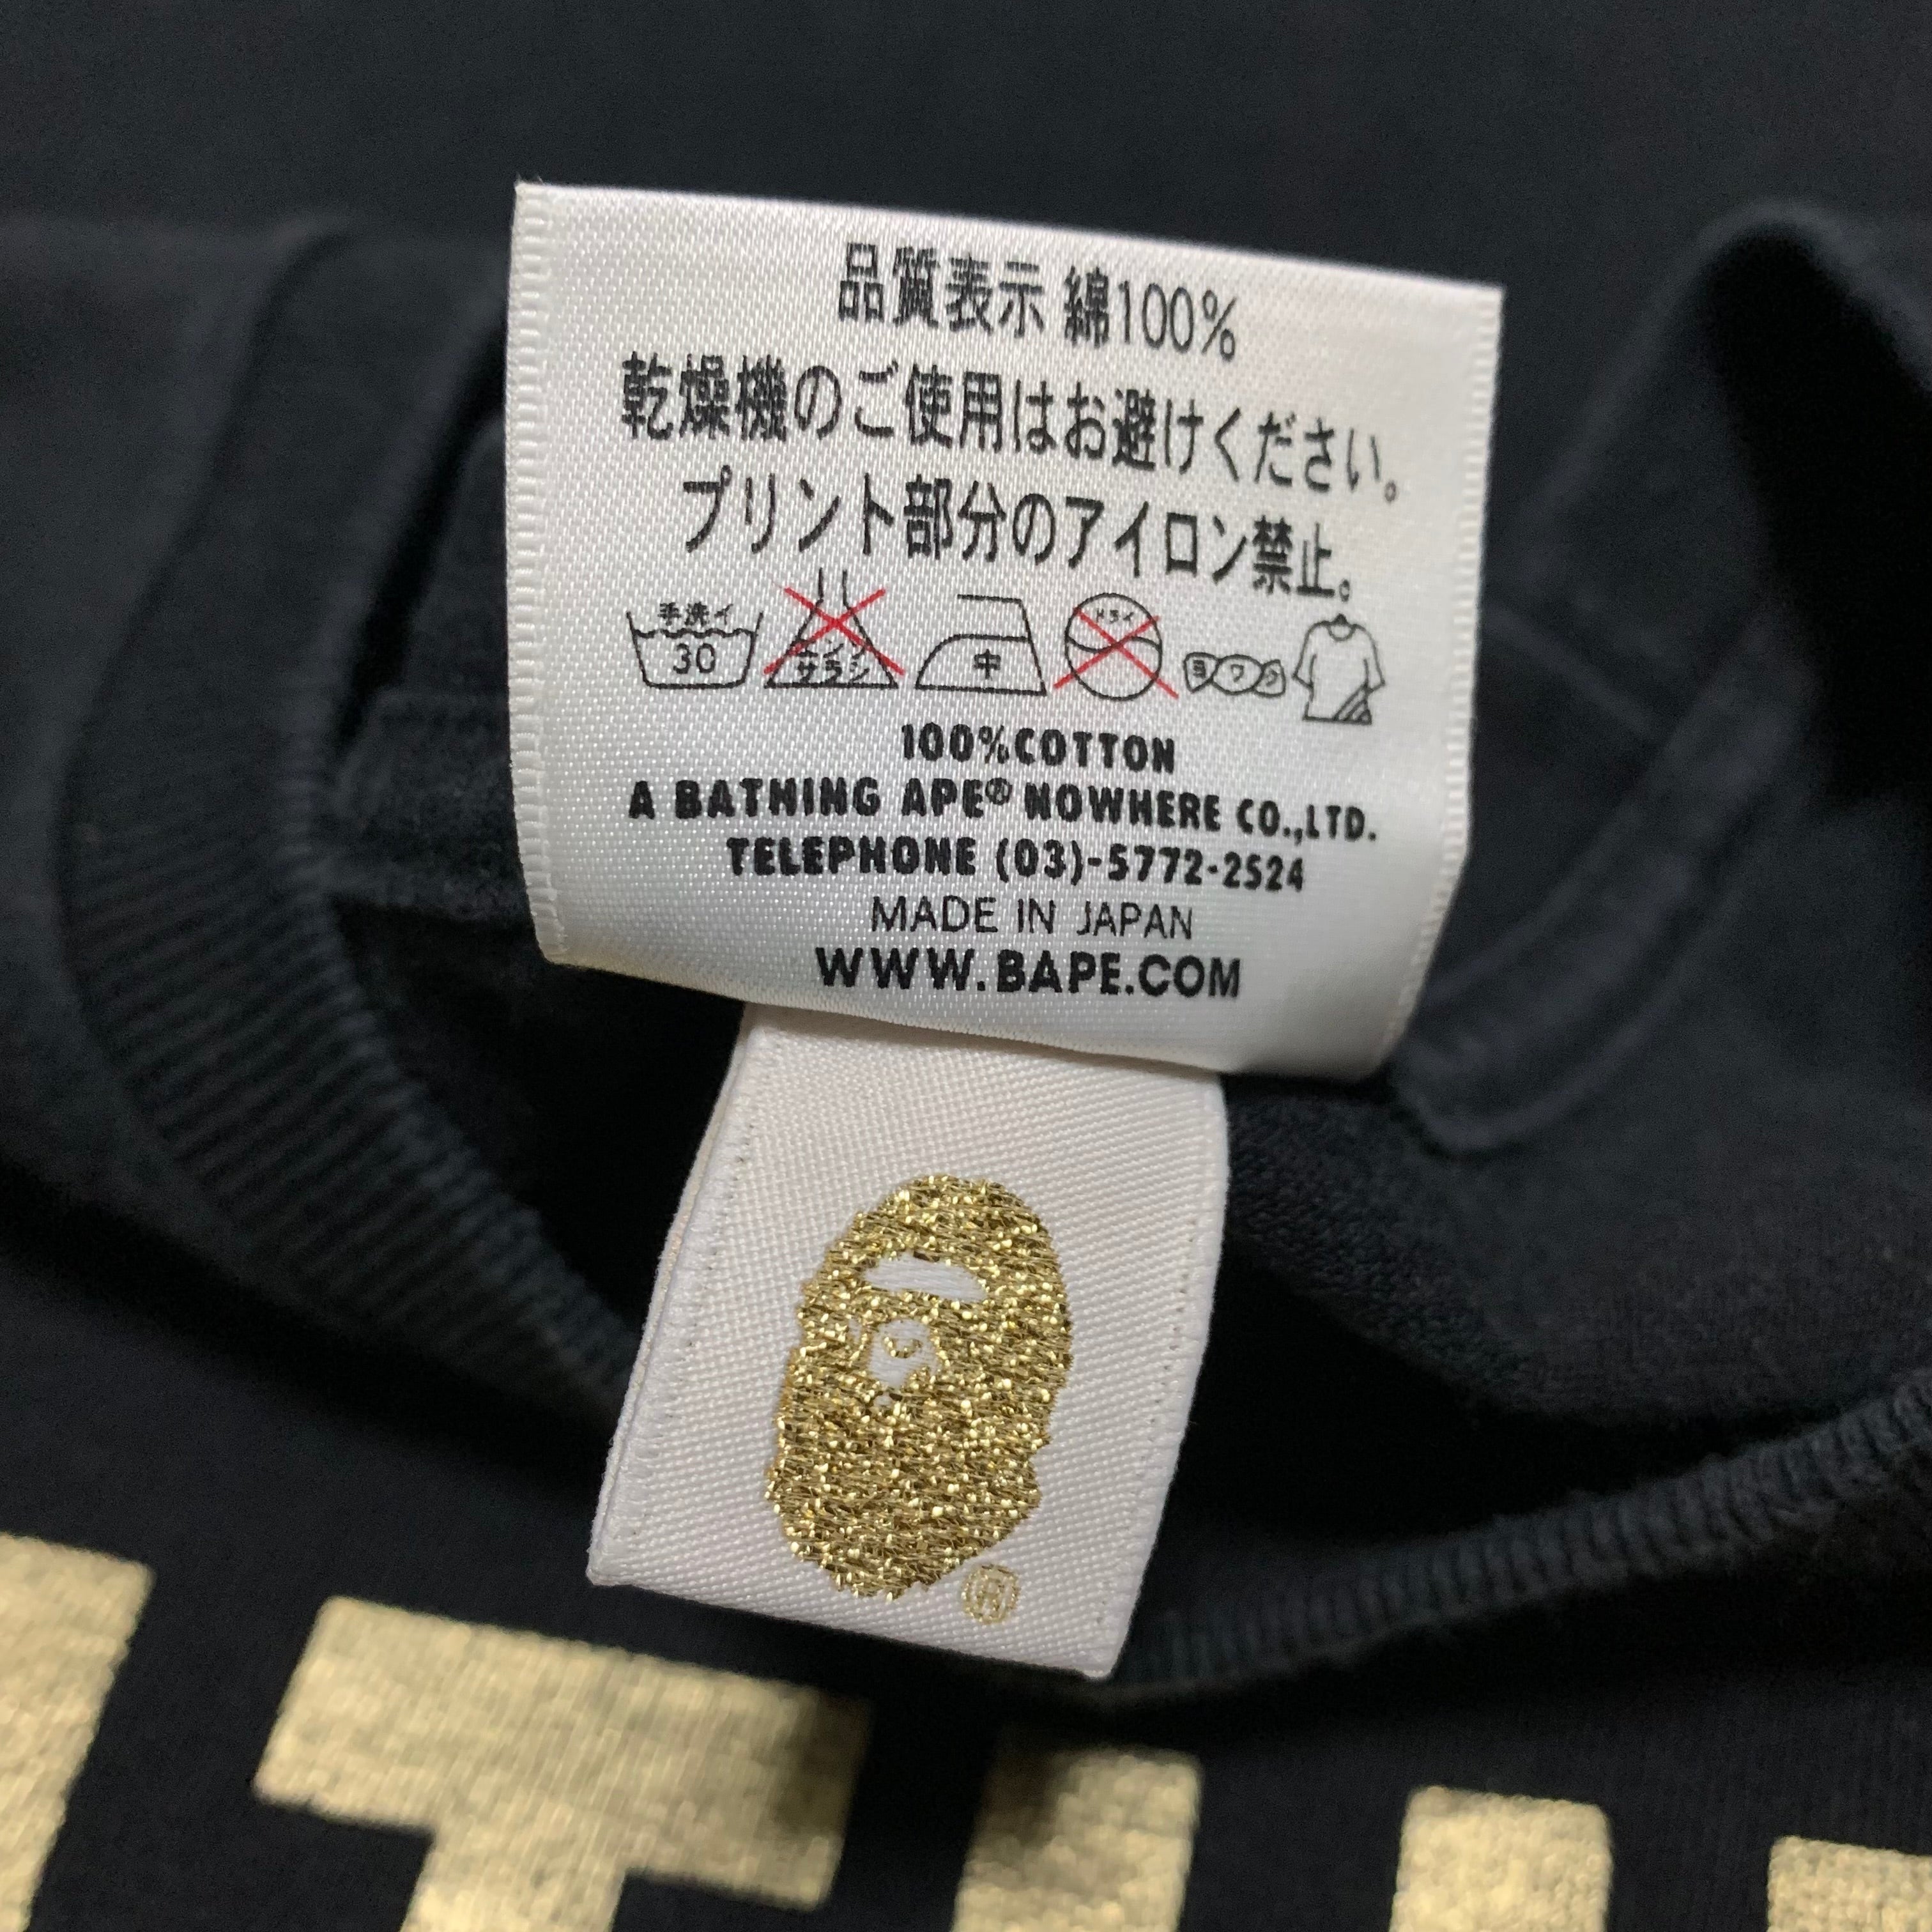 品質表示 綿100%
乾燥機のご使用はお避けください。
プリント部分のアイロン禁止。
手洗イ
30
エンソ
サラシ
中
ドライ
ヨワク
100%COTTON
A BATHING APE® NOWHERE CO.,LTD.
TELEPHONE (03)-5772-2524
MADE IN JAPAN
WWW.BAPE.COM
®